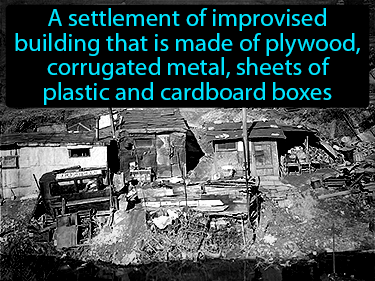 A settlement of improvised
building that is made of plywood,
corrugated metal, sheets of
plastic and cardboard boxes